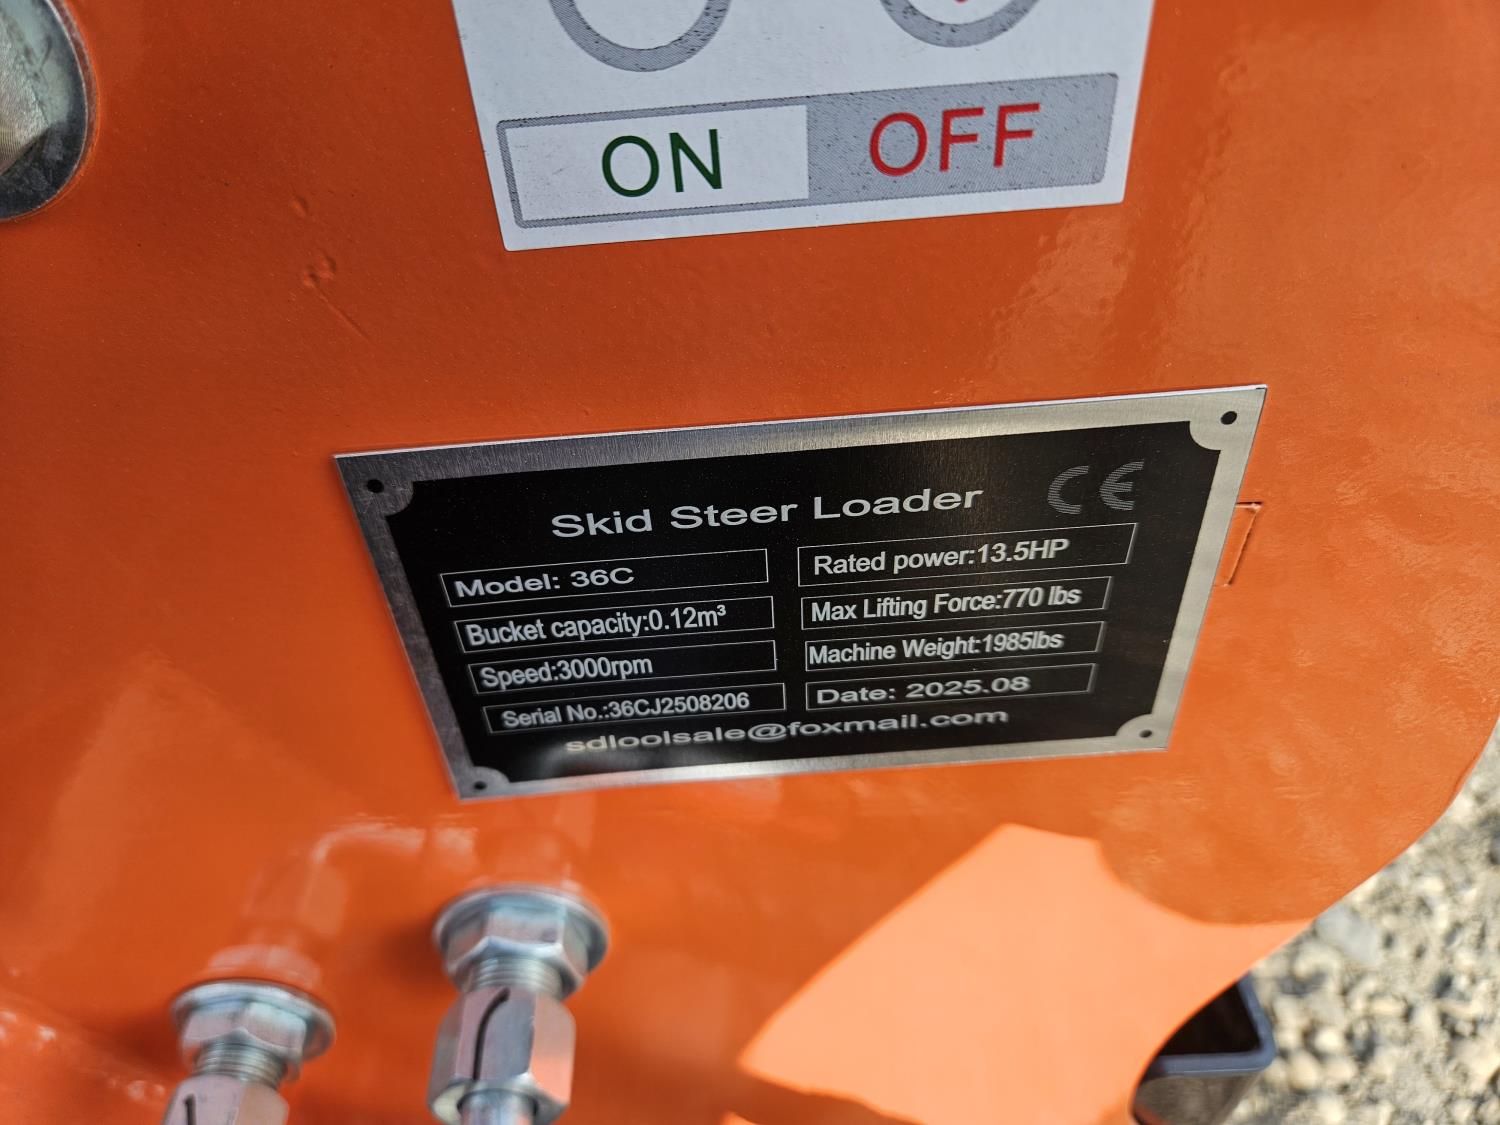 ON OFF
Skid Steer Loader CE
Model: 36C
Rated power:13.5HP
Bucket capacity:0.12m³
Max Lifting Force:770 lbs
Speed:3000rpm
Machine Weight:1985lbs
Serial No.:36CJ2508206
Date: 2025.08
sdloolsale@foxmail.com